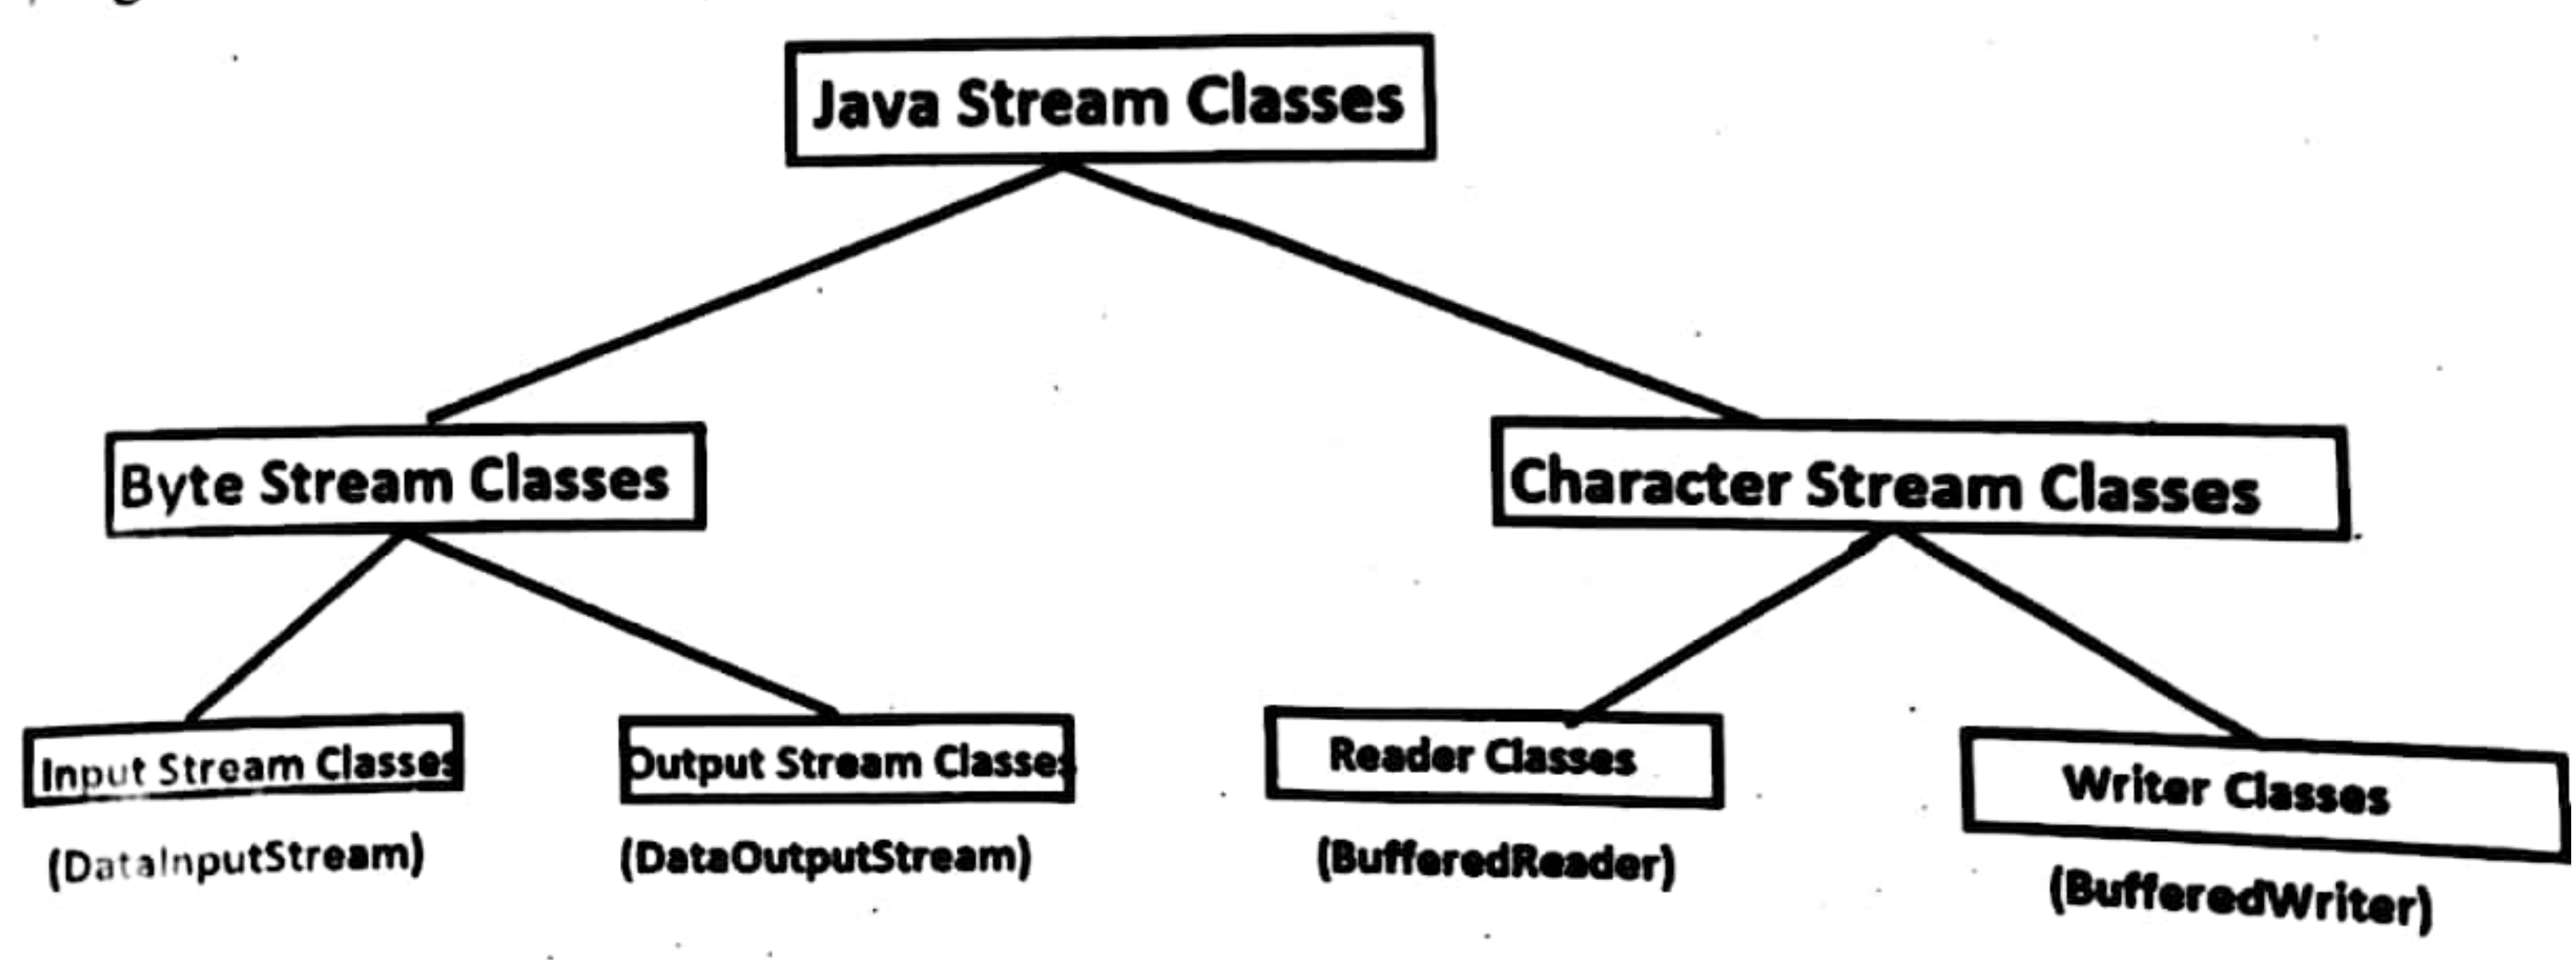 Java Stream Classes
Byte Stream Classes
Character Stream Classes
Input Stream Classes
Output Stream Classes
Reader Classes
Writer Classes
(DataInputStream)
(DataOutputStream)
(BufferedReader)
(BufferedWriter)